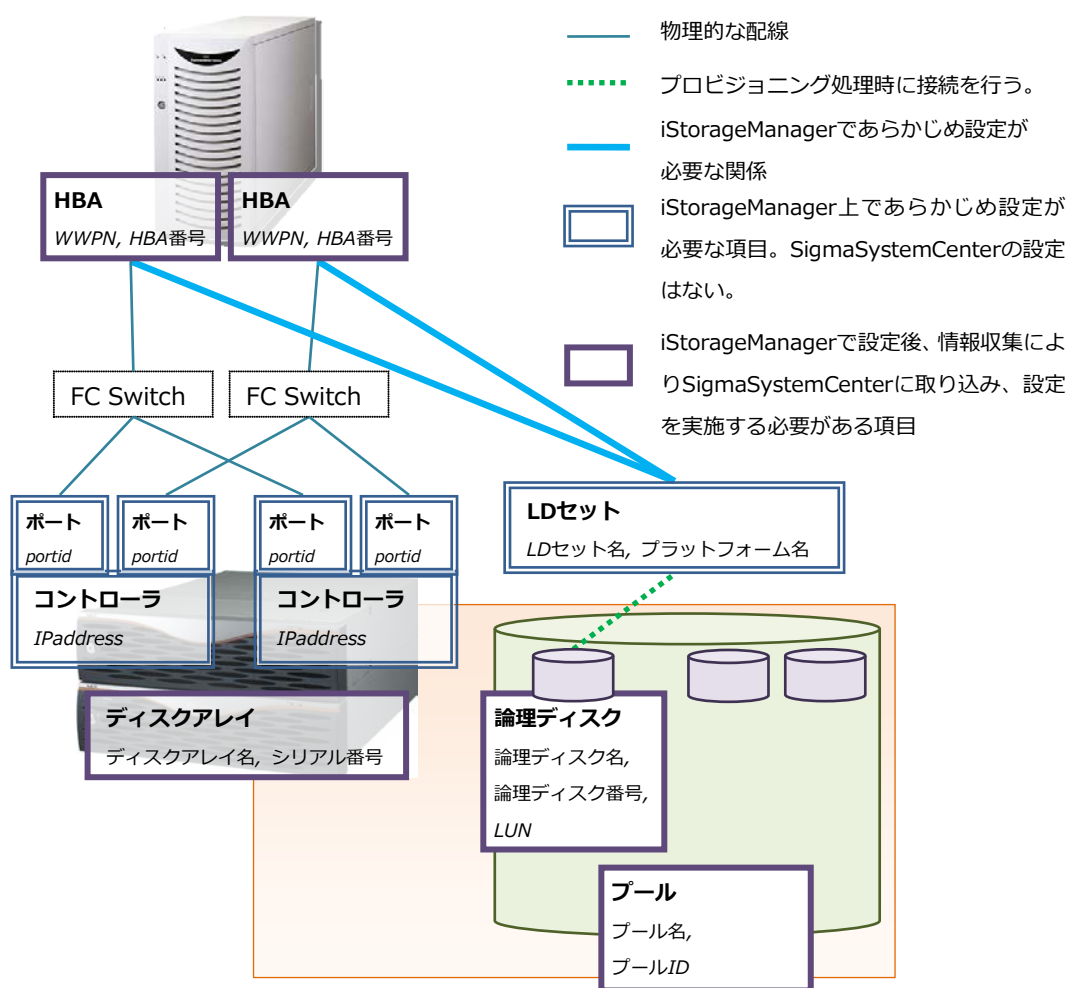 物理的な配線
プロビジョニング処理時に接続を行う。
iStorageManagerであらかじめ設定が
必要な関係
iStorageManager上であらかじめ設定が
必要な項目。SigmaSystemCenterの設定
はない。
iStorageManagerで設定後、情報収集によ
りSigmaSystemCenterに取り込み、設定
を実施する必要がある項目
HBA
WWPN, HBA番号
HBA
WWPN, HBA番号
FC Switch
FC Switch
ポート
portid
ポート
portid
ポート
portid
ポート
portid
コントローラ
IPaddress
コントローラ
IPaddress
LDセット
LDセット名, プラットフォーム名
ディスクアレイ
ディスクアレイ名, シリアル番号
論理ディスク
論理ディスク名,
論理ディスク番号,
LUN
プール
プール名,
プールID